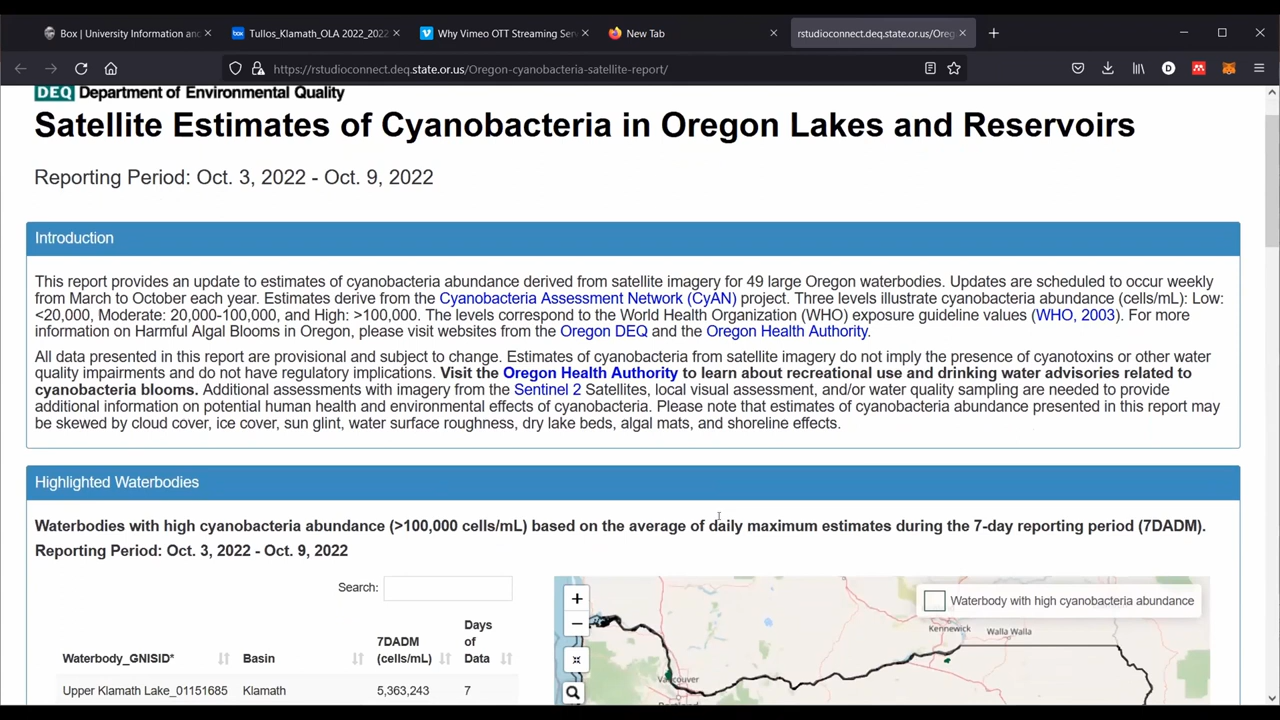 Box | University Information and
Tullos_Klamath_OLA 2022_2022
Why Vimeo OTT Streaming Serv
New Tab
rstudioconnect.deq.state.or.us/Oreg
https://rstudioconnect.deq.state.or.us/Oregon-cyanobacteria-satellite-report/
DEQ Department of Environmental Quality
Satellite Estimates of Cyanobacteria in Oregon Lakes and Reservoirs
Reporting Period: Oct. 3, 2022 - Oct. 9, 2022
Introduction
This report provides an update to estimates of cyanobacteria abundance derived from satellite imagery for 49 large Oregon waterbodies. Updates are scheduled to occur weekly
from March to October each year. Estimates derive from the Cyanobacteria Assessment Network (CyAN) project. Three levels illustrate cyanobacteria abundance (cells/mL): Low:
<20,000, Moderate: 20,000-100,000, and High: >100,000. The levels correspond to the World Health Organization (WHO) exposure guideline values (WHO, 2003). For more
information on Harmful Algal Blooms in Oregon, please visit websites from the Oregon DEQ and the Oregon Health Authority.
All data presented in this report are provisional and subject to change. Estimates of cyanobacteria from satellite imagery do not imply the presence of cyanotoxins or other water
quality impairments and do not have regulatory implications. Visit the Oregon Health Authority to learn about recreational use and drinking water advisories related to
cyanobacteria blooms. Additional assessments with imagery from the Sentinel 2 Satellites, local visual assessment, and/or water quality sampling are needed to provide
additional information on potential human health and environmental effects of cyanobacteria. Please note that estimates of cyanobacteria abundance presented in this report may
be skewed by cloud cover, ice cover, sun glint, water surface roughness, dry lake beds, algal mats, and shoreline effects.
Highlighted Waterbodies
Waterbodies with high cyanobacteria abundance (>100,000 cells/mL) based on the average of daily maximum estimates during the 7-day reporting period (7DADM).
Reporting Period: Oct. 3, 2022 - Oct. 9, 2022
Search:
Waterbody_GNISID* Basin 7DADM (cells/mL) Days of Data
Upper Klamath Lake_01151685 Klamath 5,363,243 7
+
−
Waterbody with high cyanobacteria abundance
Kennewick
Walla Walla
Vancouver